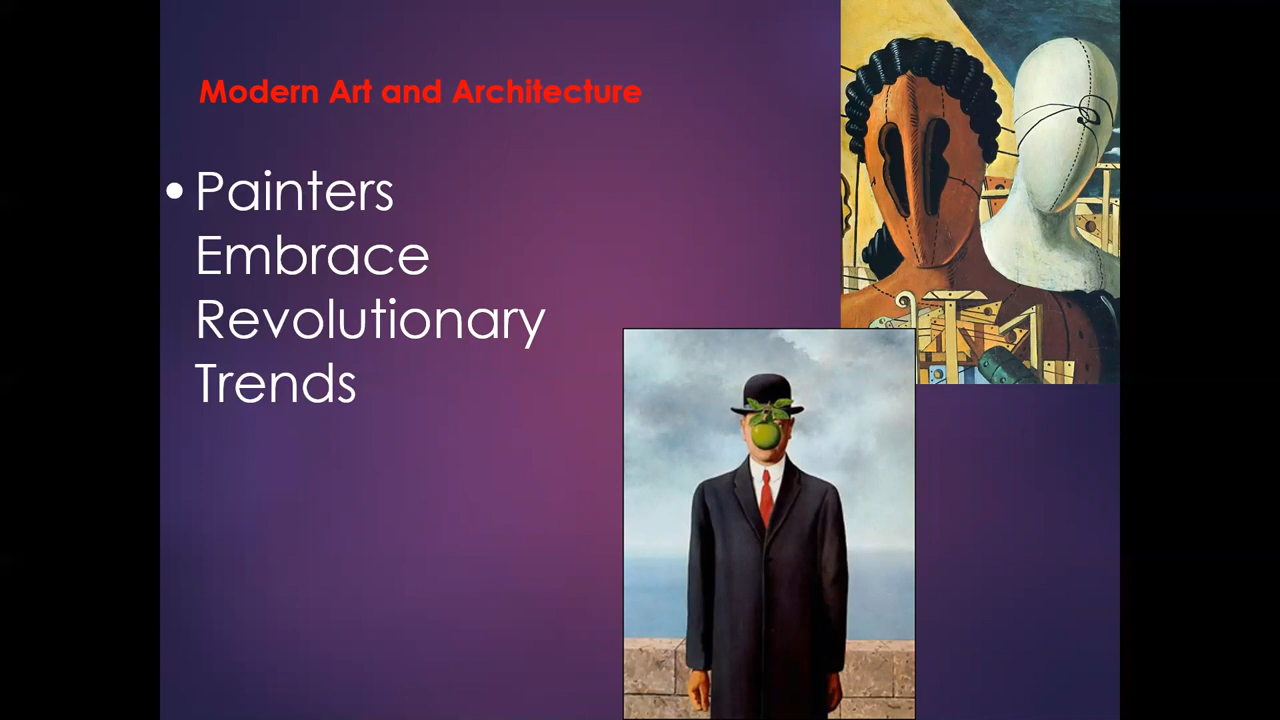 Modern Art and Architecture
•Painters
Embrace
Revolutionary
Trends